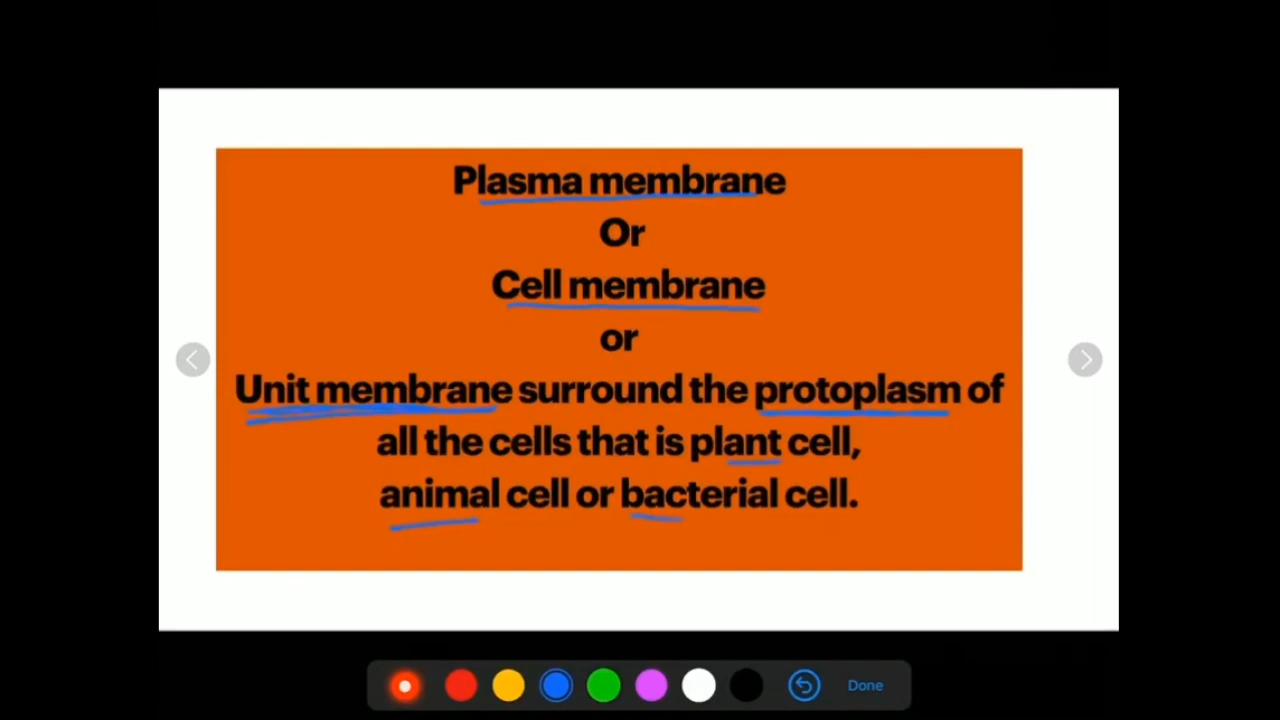 Plasma membrane
Or
Cell membrane
or
Unit membrane surround the protoplasm of
all the cells that is plant cell,
animal cell or bacterial cell.
Done